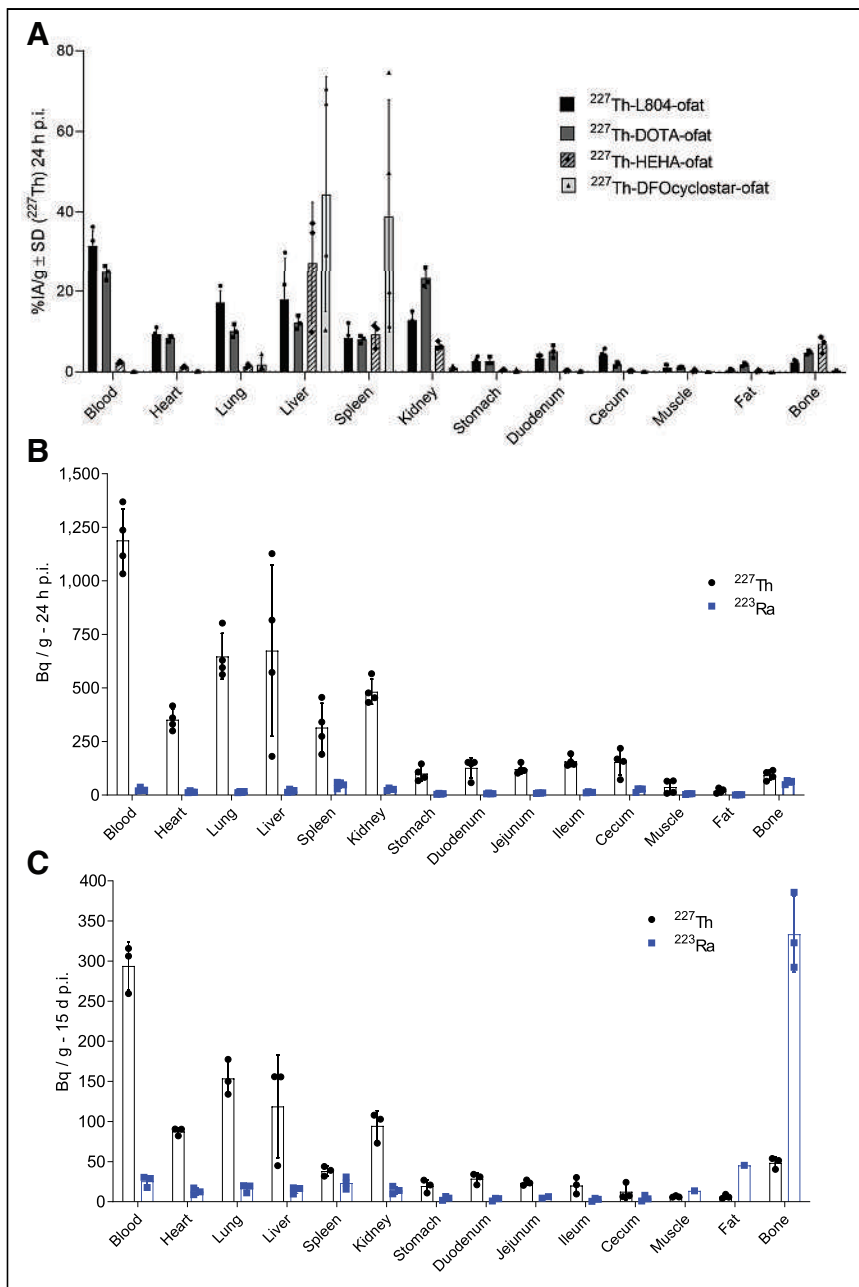 A
%IA/g ± SD (²²⁷Th) 24 h p.i.
80
60
40
20
0
²²⁷Th-L804-ofat
²²⁷Th-DOTA-ofat
²²⁷Th-HEHA-ofat
²²⁷Th-DFOcyclostar-ofat
Blood
Heart
Lung
Liver
Spleen
Kidney
Stomach
Duodenum
Cecum
Muscle
Fat
Bone
B
Bq / g - 24 h p.i.
1,500
1,250
1,000
750
500
250
0
²²⁷Th
²²³Ra
Blood
Heart
Lung
Liver
Spleen
Kidney
Stomach
Duodenum
Jejunum
Ileum
Cecum
Muscle
Fat
Bone
C
Bq / g - 15 d p.i.
400
350
300
250
200
150
100
50
0
²²⁷Th
²²³Ra
Blood
Heart
Lung
Liver
Spleen
Kidney
Stomach
Duodenum
Jejunum
Ileum
Cecum
Muscle
Fat
Bone